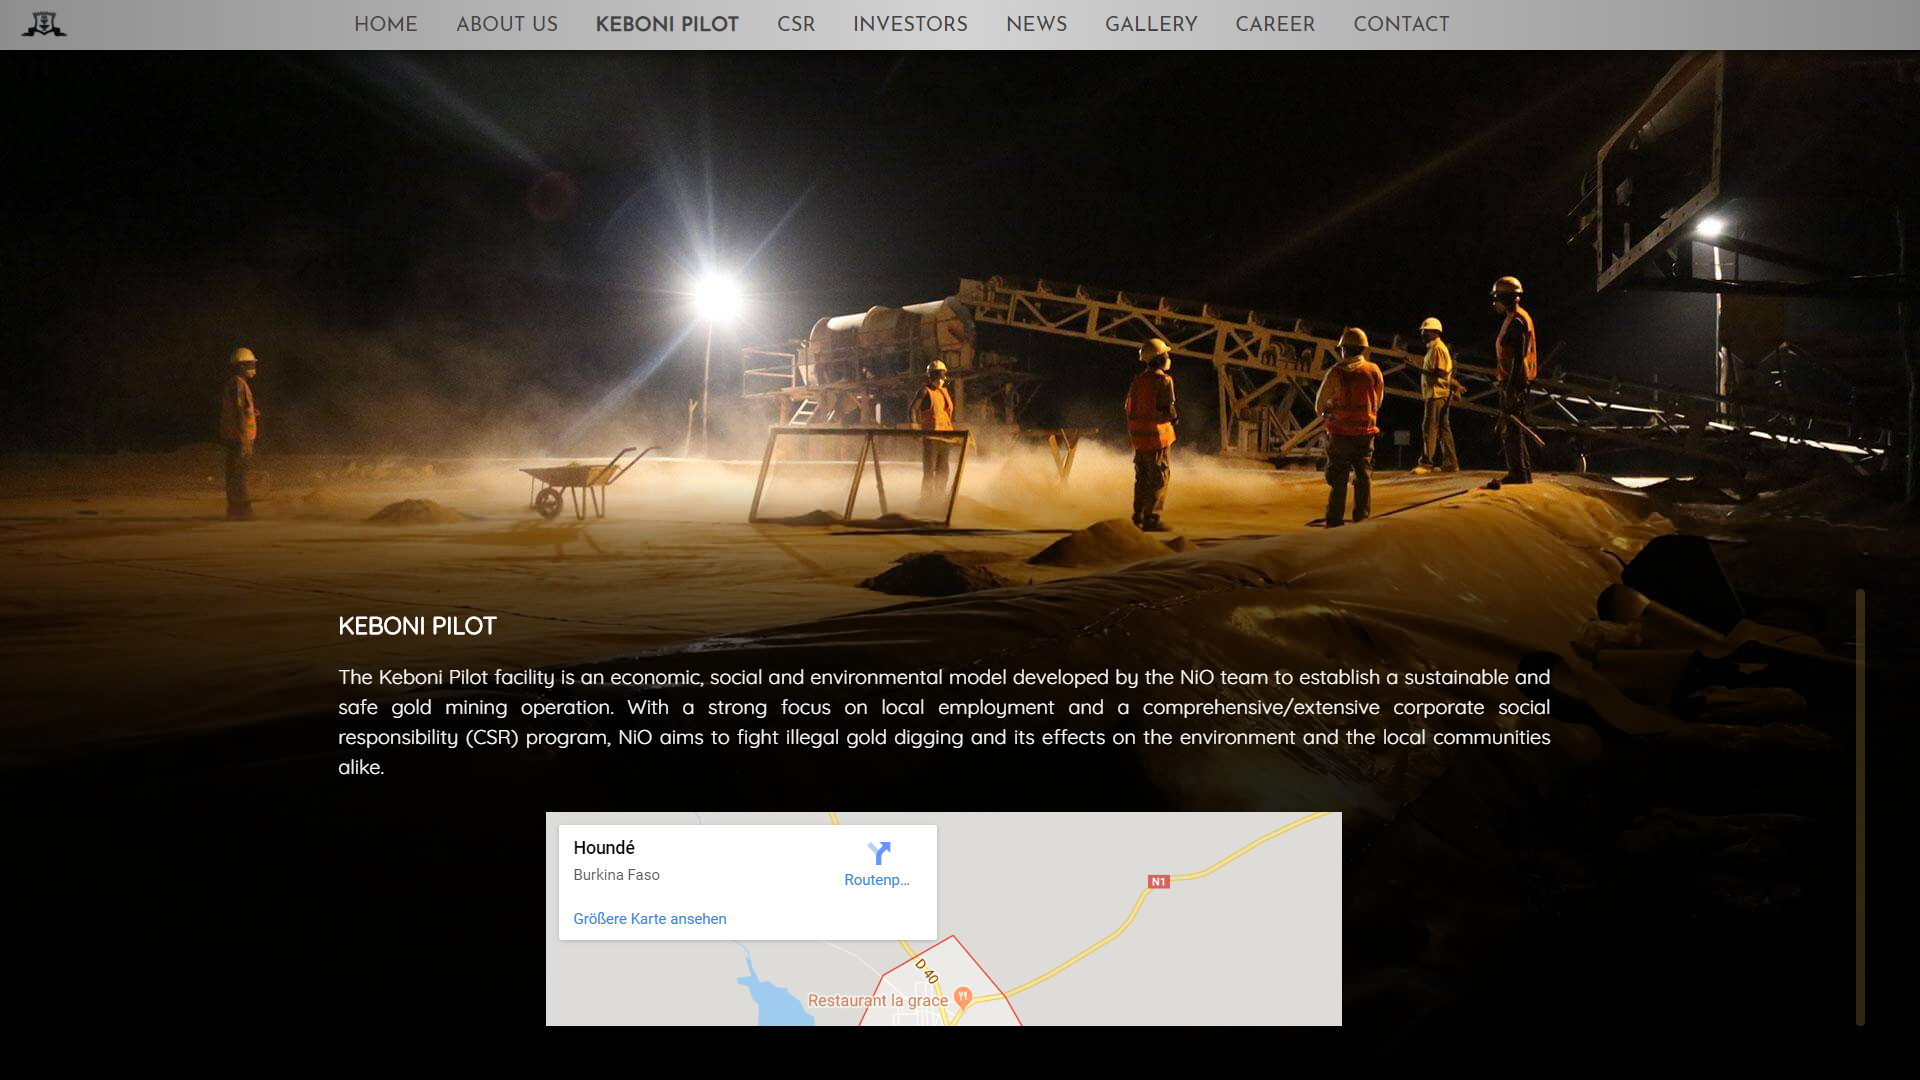 HOME ABOUT US KEBONI PILOT CSR INVESTORS NEWS GALLERY CAREER CONTACT
KEBONI PILOT
The Keboni Pilot facility is an economic, social and environmental model developed by the NiO team to establish a sustainable and
safe gold mining operation. With a strong focus on local employment and a comprehensive/extensive corporate social
responsibility (CSR) program, NiO aims to fight illegal gold digging and its effects on the environment and the local communities
alike.
Houndé
Burkina Faso
Routenp...
Größere Karte ansehen
N1
D 40
Restaurant la grace